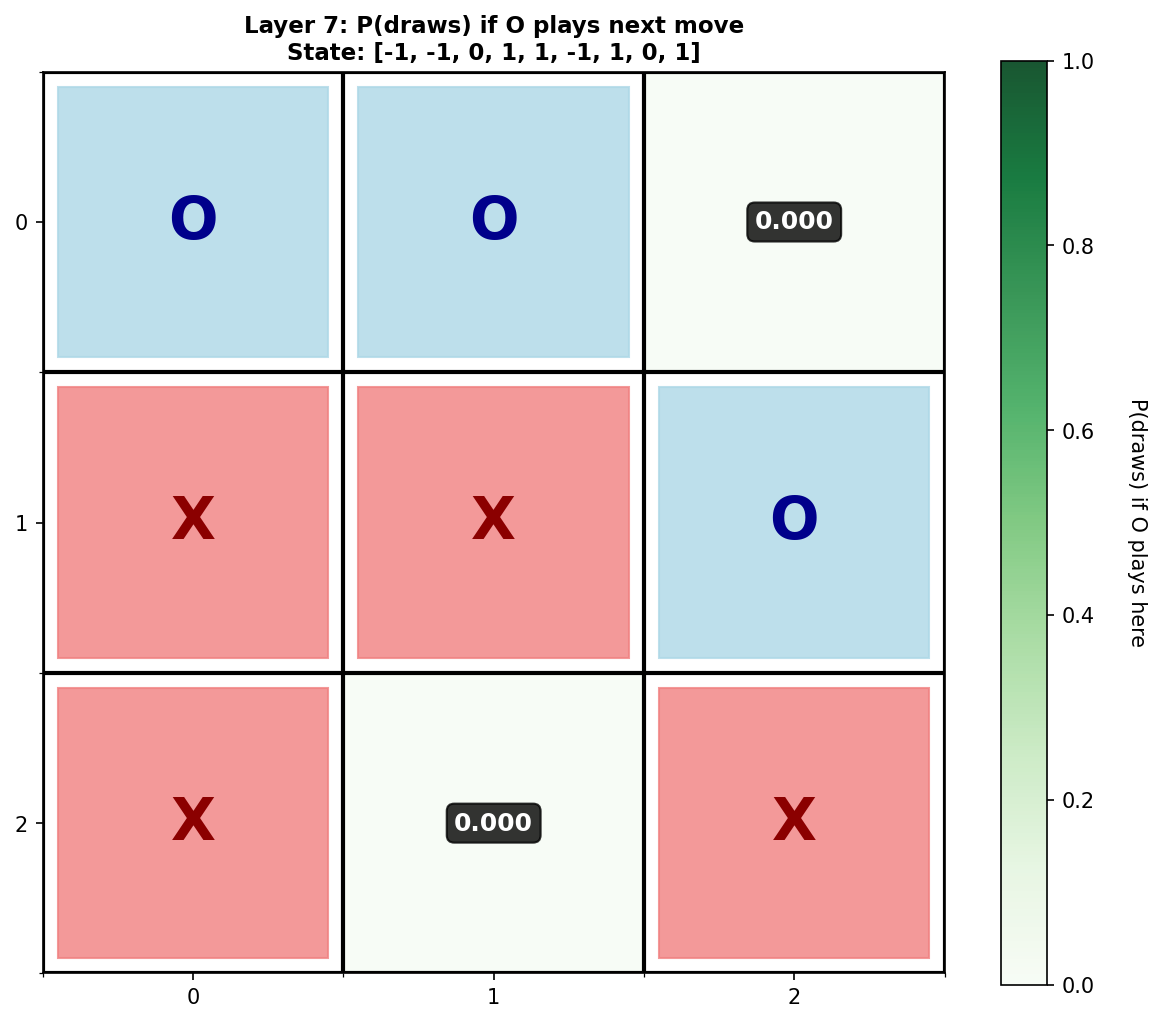 Layer 7: P(draws) if O plays next move
State: [-1, -1, 0, 1, 1, -1, 1, 0, 1]
O
O
0.000
X
X
O
X
0.000
X
0
1
2
0
1
2
1.0
0.8
0.6
0.4
0.2
0.0
P(draws) if O plays here